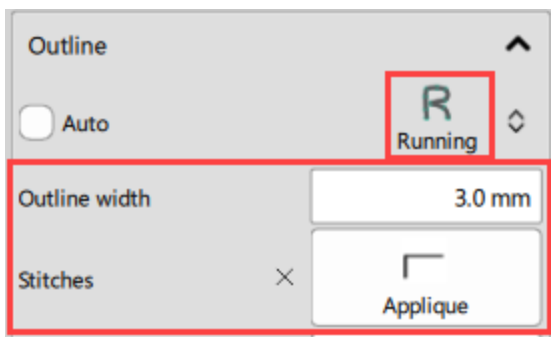 Outline
Auto
Running
Outline width
3.0 mm
Stitches
Applique